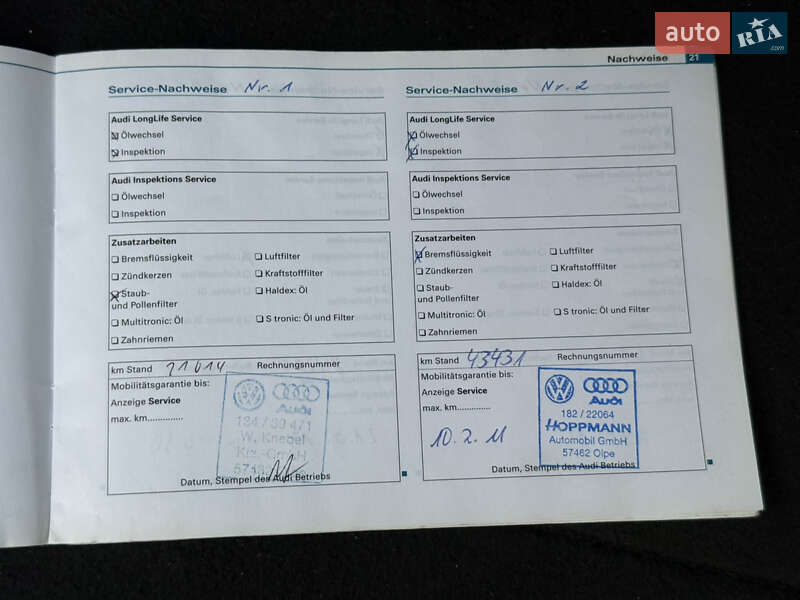 auto RIA.com
Nachweise 21
Service-Nachweise Nr. 1
Audi LongLife Service
Ölwechsel
Inspektion
Audi Inspektions Service
Ölwechsel
Inspektion
Zusatzarbeiten
Bremsflüssigkeit
Luftfilter
Zündkerzen
Kraftstofffilter
Staub-
und Pollenfilter
Haldex: Öl
Multitronic: Öl
S tronic: Öl und Filter
Zahnriemen
km Stand 21014 Rechnungsnummer
Mobilitätsgarantie bis:
Anzeige Service
max. km..............
Audi
W. Knebel
Kfz.-GmbH
Datum, Stempel des Audi Betriebs
Service-Nachweise Nr. 2
Audi LongLife Service
Ölwechsel
Inspektion
Audi Inspektions Service
Ölwechsel
Inspektion
Zusatzarbeiten
Bremsflüssigkeit
Luftfilter
Zündkerzen
Kraftstofffilter
Staub-
und Pollenfilter
Haldex: Öl
Multitronic: Öl
S tronic: Öl und Filter
Zahnriemen
km Stand 43431 Rechnungsnummer
Mobilitätsgarantie bis:
Anzeige Service
max. km..............
10.2.11
Audi
182 / 22064
HOPPMANN
Automobil GmbH
57462 Olpe
Datum, Stempel des Audi Betriebs